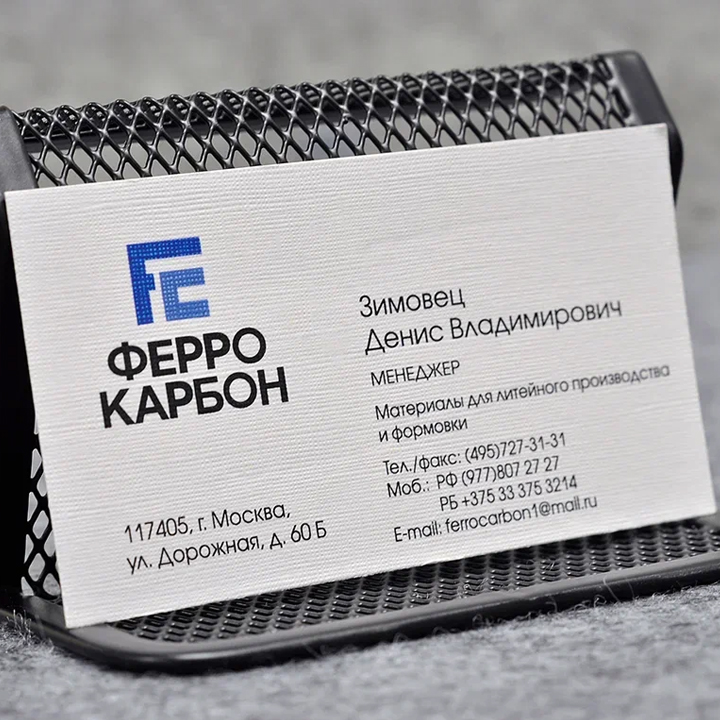 FC
ФЕРРО
КАРБОН
117405, г. Москва,
ул. Дорожная, д. 60 Б
Зимовец
Денис Владимирович
МЕНЕДЖЕР
Материалы для литейного производства
и формовки
Тел./факс: (495)727-31-31
Моб.: РФ (977)807 27 27
РБ +375 33 375 3214
E-mail: ferrocarbon1@mail.ru